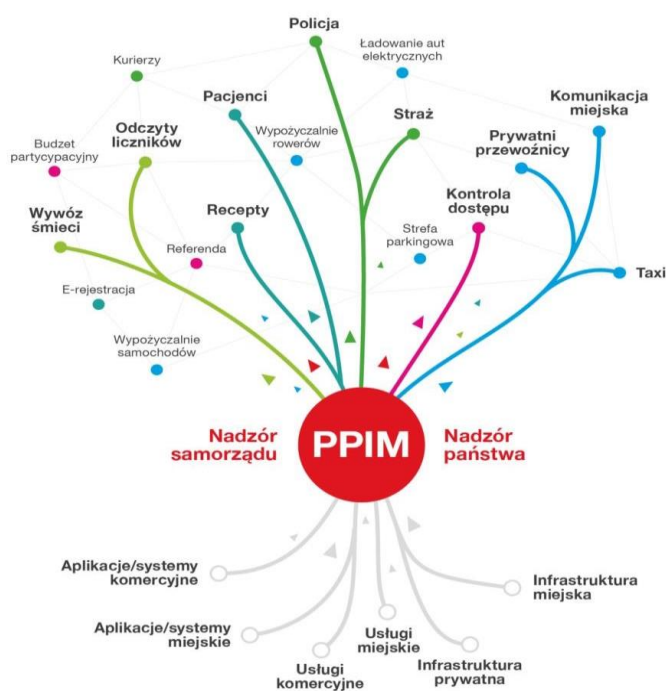 Policja
Kurierzy
Ładowanie aut
elektrycznych
Pacjenci
Komunikacja
miejska
Odczyty
liczników
Straż
Budżet
partycypacyjny
Wypożyczalnie
rowerów
Prywatni
przewoźnicy
Wywóz
śmieci
Recepty
Kontrola
dostępu
Referenda
Strefa
parkingowa
Taxi
E-rejestracja
Wypożyczalnie
samochodów
Nadzór
samorządu
PPIM
Nadzór
państwa
Aplikacje/systemy
komercyjne
Infrastruktura
miejska
Aplikacje/systemy
miejskie
Usługi
miejskie
Usługi
komercyjne
Infrastruktura
prywatna